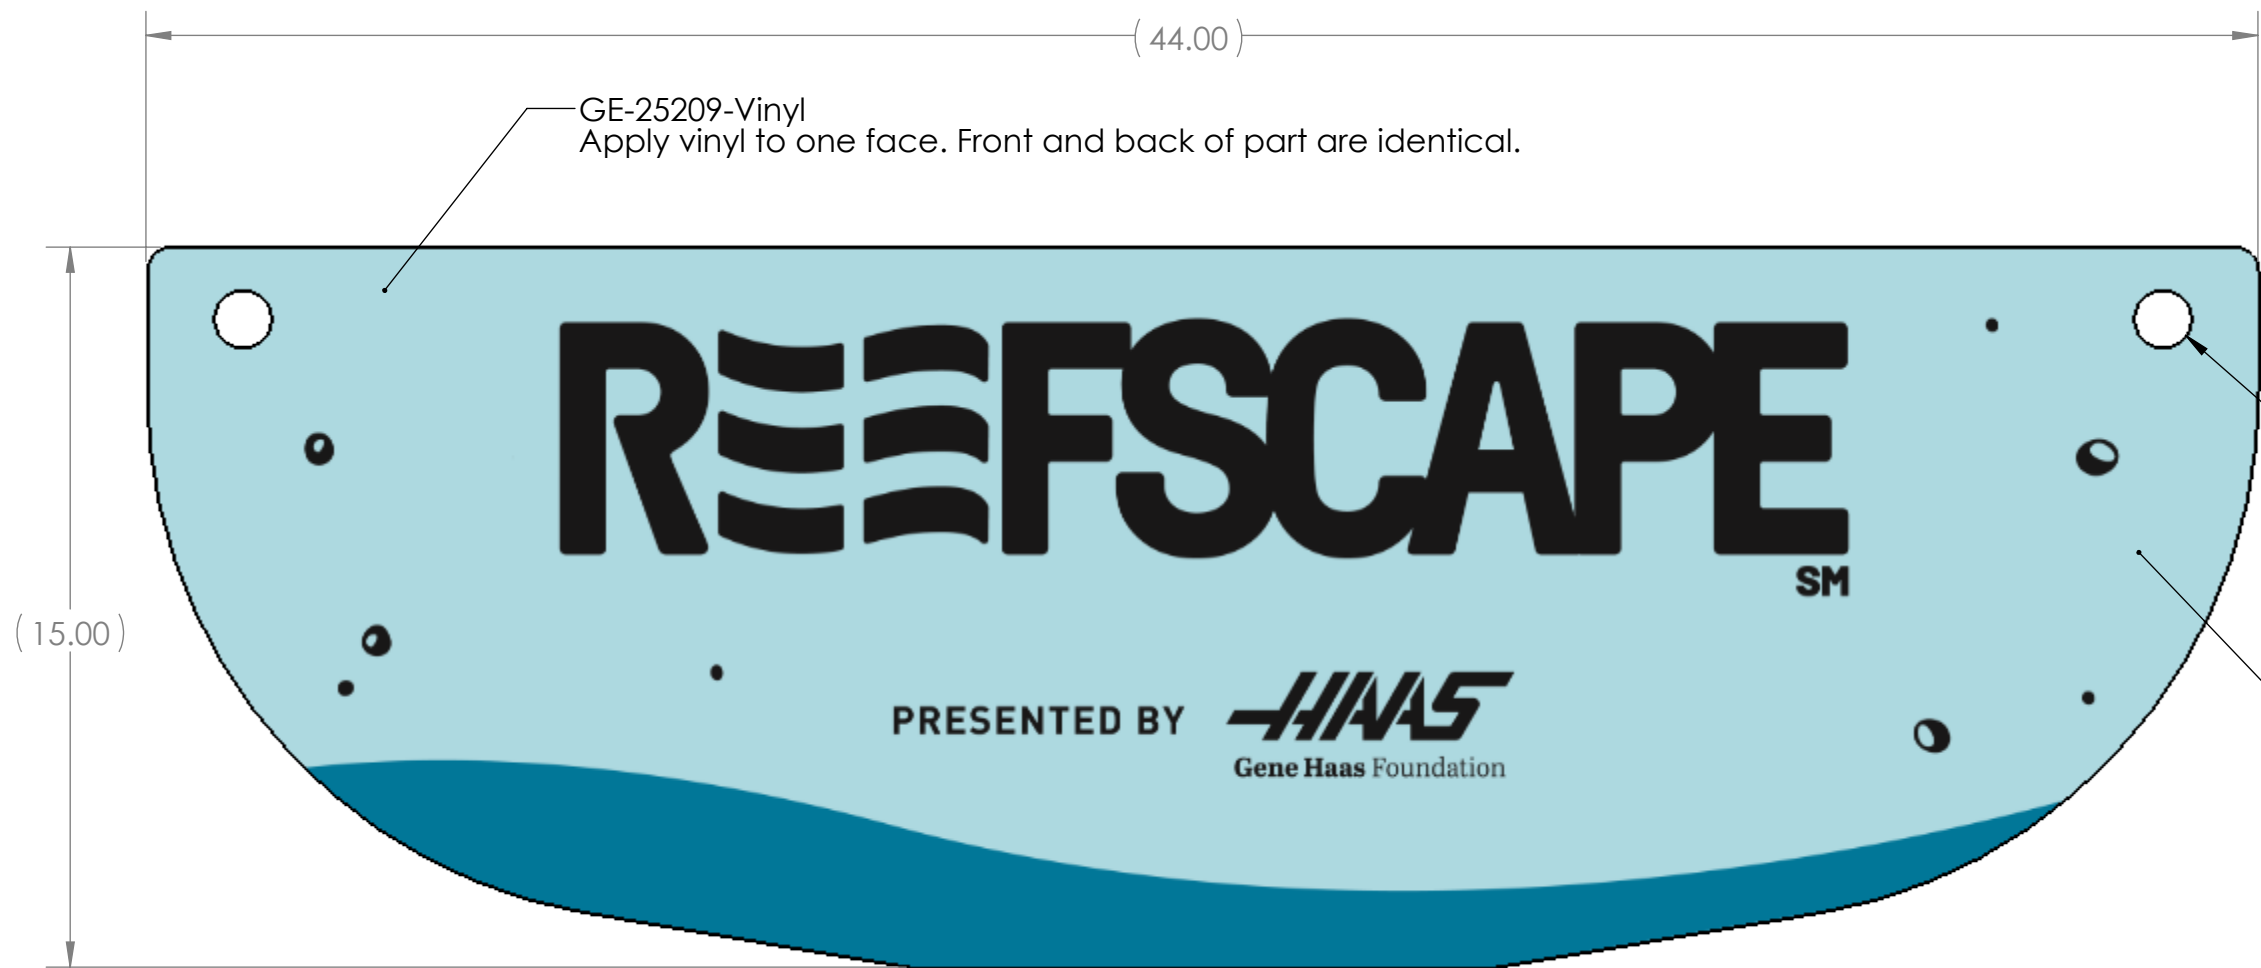 (44.00)
GE-25209-Vinyl
Apply vinyl to one face. Front and back of part are identical.
REEFSCAPE
SM
(15.00)
PRESENTED BY HAAS
Gene Haas Foundation